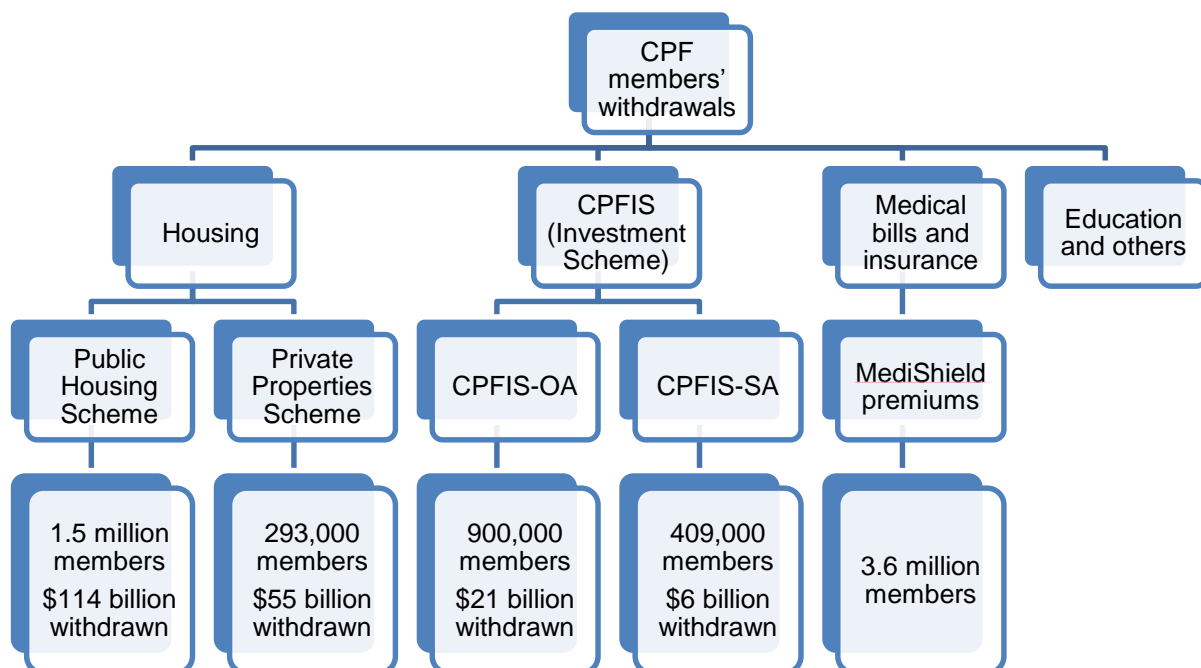 CPF
members’
withdrawals
Housing
CPFIS
(Investment
Scheme)
Medical
bills and
insurance
Education
and others
Public
Housing
Scheme
Private
Properties
Scheme
CPFIS-OA
CPFIS-SA
MediShield
premiums
1.5 million
members
$114 billion
withdrawn
293,000
members
$55 billion
withdrawn
900,000
members
$21 billion
withdrawn
409,000
members
$6 billion
withdrawn
3.6 million
members